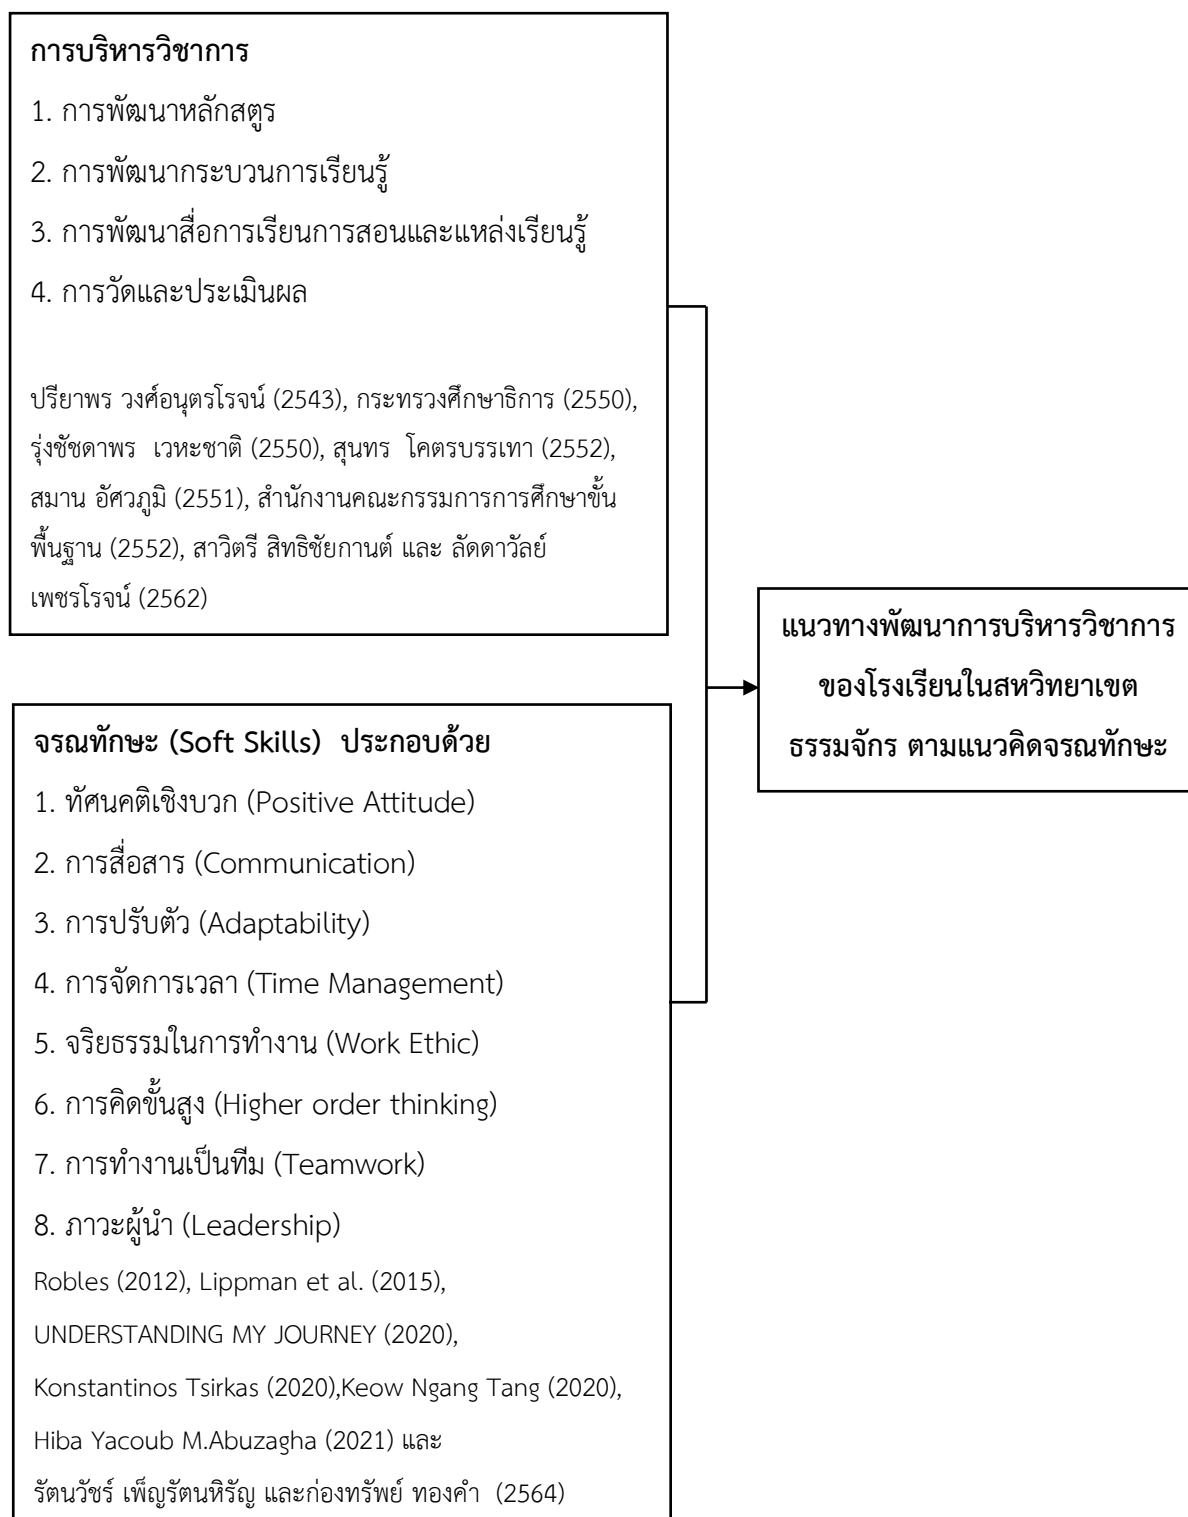 การบริหารวิชาการ
1. การพัฒนาหลักสตูร
2. การพัฒนากระบวนการเรียนรู้
3. การพัฒนาสื่อการเรียนการสอนและแหล่งเรียนรู้
4. การวัดและประเมินผล
ปรียาพร วงศ์อนุตรโรจน์ (2543), กระทรวงศึกษาธิการ (2550),
รุ่งชัชดาพร  เวหะชาติ (2550), สุนทร  โคตรบรรเทา (2552),
สมาน อัศวภูมิ (2551), สำนักงานคณะกรรมการการศึกษาขั้น
พื้นฐาน (2552), สาวิตรี สิทธิชัยกานต์ และ ลัดดาวัลย์
เพชรโรจน์ (2562)
แนวทางพัฒนาการบริหารวิชาการ
ของโรงเรียนในสหวิทยาเขต
ธรรมจักร ตามแนวคิดจรณทักษะ
จรณทักษะ (Soft Skills)  ประกอบด้วย
1. ทัศนคติเชิงบวก (Positive Attitude)
2. การสื่อสาร (Communication)
3. การปรับตัว (Adaptability)
4. การจัดการเวลา (Time Management)
5. จริยธรรมในการทำงาน (Work Ethic)
6. การคิดขั้นสูง (Higher order thinking)
7. การทำงานเป็นทีม (Teamwork)
8. ภาวะผู้นำ (Leadership)
Robles (2012), Lippman et al. (2015),
UNDERSTANDING MY JOURNEY (2020),
Konstantinos Tsirkas (2020),Keow Ngang Tang (2020),
Hiba Yacoub M.Abuzagha (2021) และ
รัตนวัชร์ เพ็ญรัตนหิรัญ และก่องทรัพย์ ทองคำ  (2564)